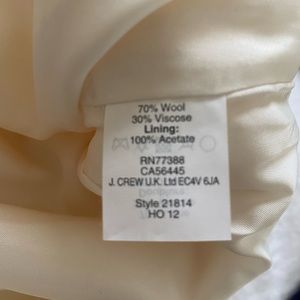 70% Wool
30% Viscose
Lining:
100% Acetate
RN77388
CA56445
J. CREW U.K. Ltd EC4V 6JA
Style 21814
HO 12